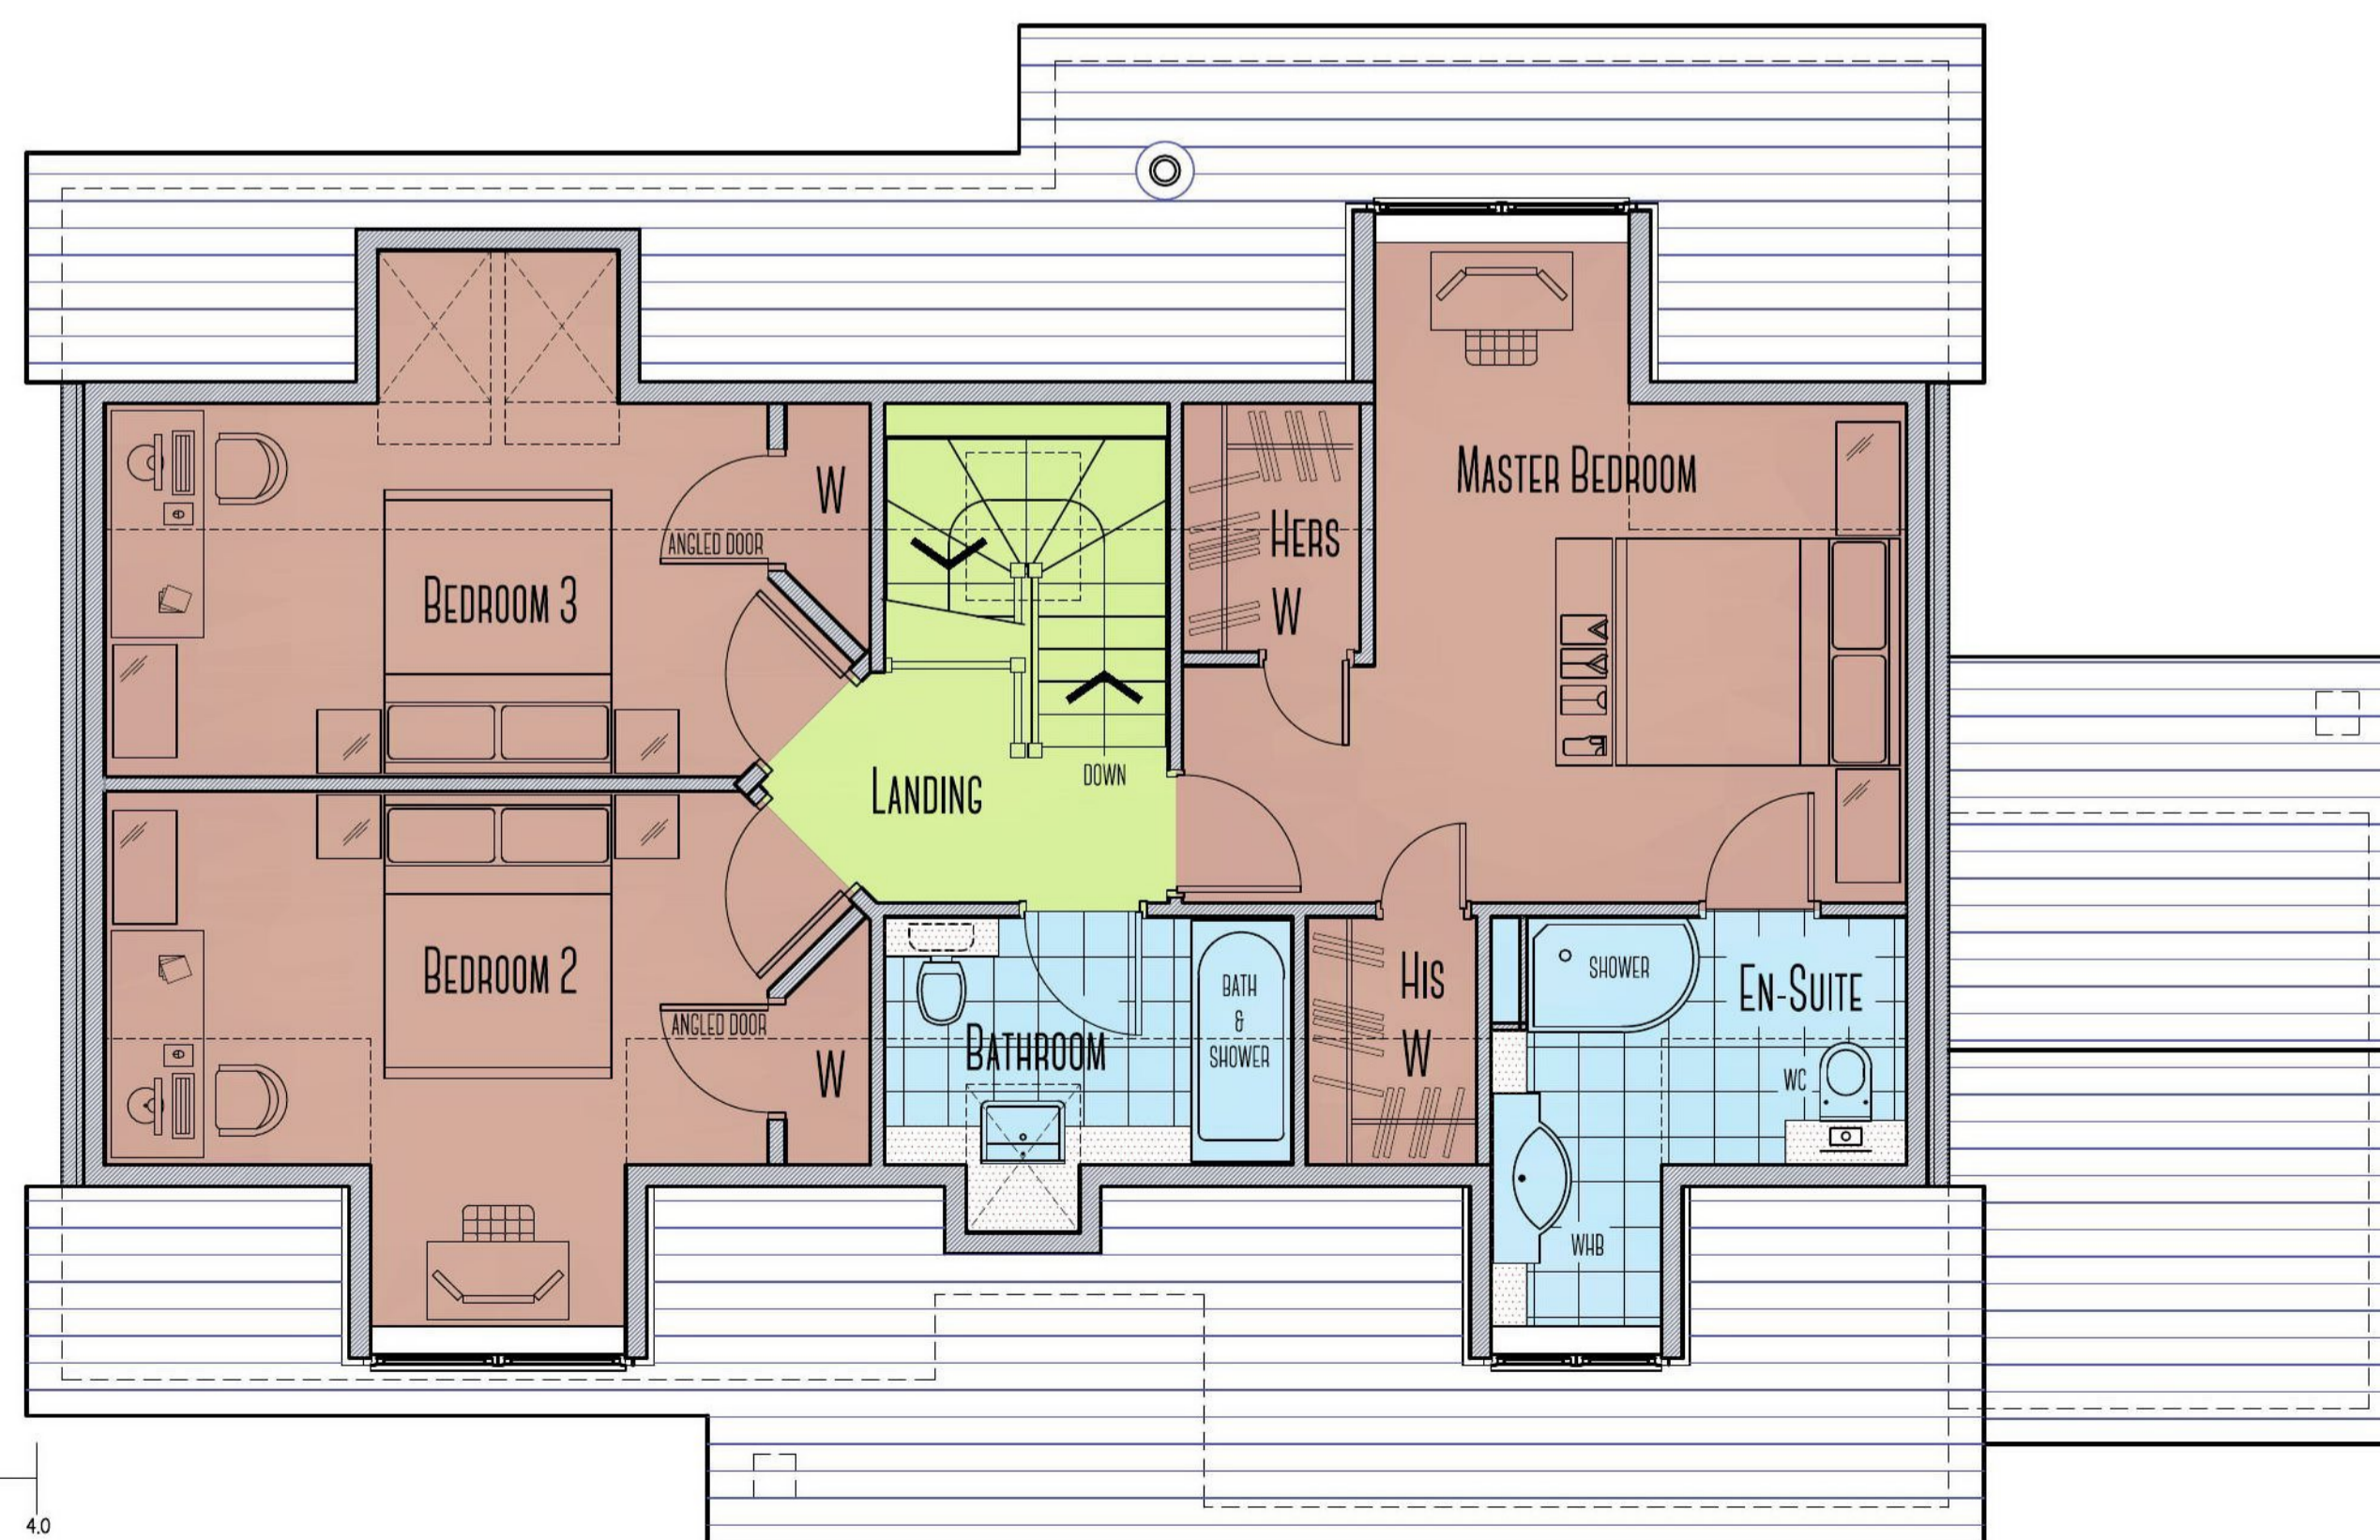 Master Bedroom
W
Hers
W
Angled Door
Bedroom 3
Down
Landing
Bedroom 2
Angled Door
W
Bathroom
Bath
&
Shower
His
W
Shower
En-Suite
WC
WHB
4.0